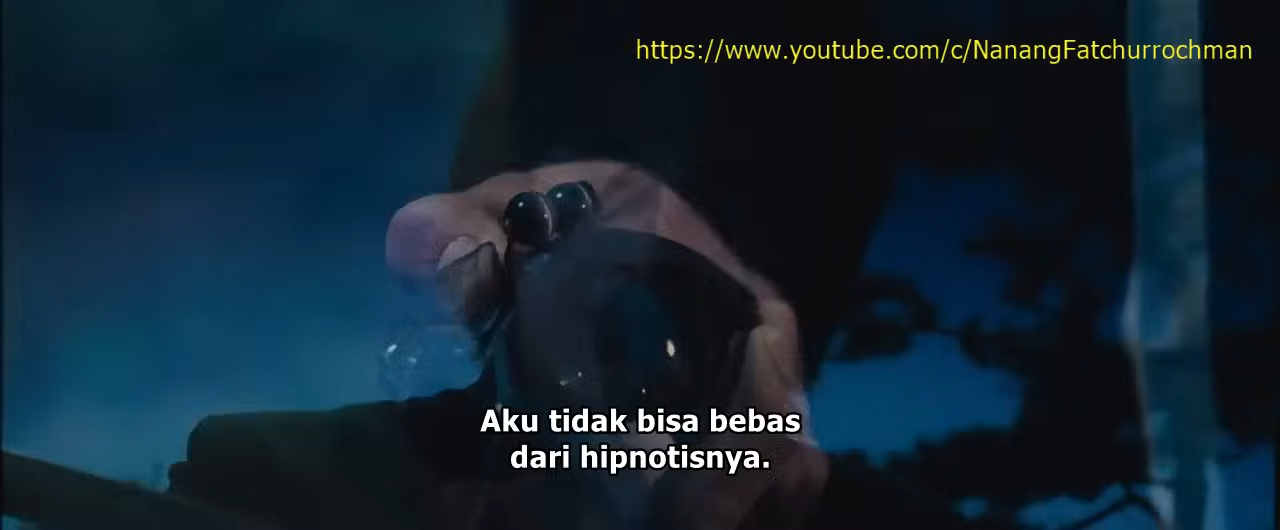 https://www.youtube.com/c/NanangFatchurrochman
Aku tidak bisa bebas
dari hipnotisnya.